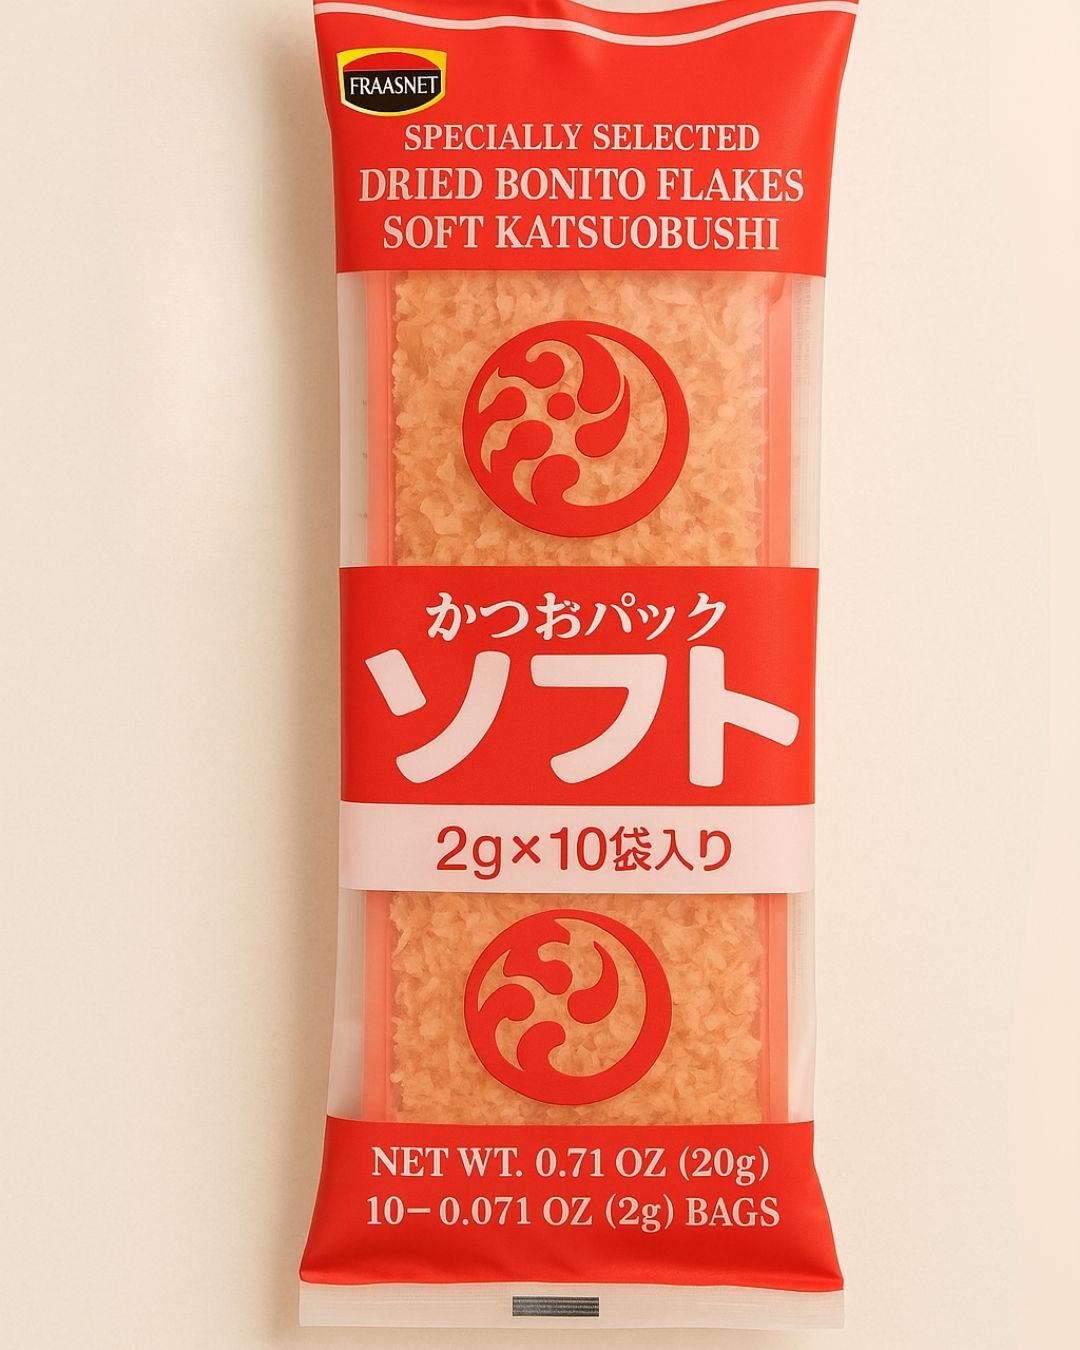 FRAASNET
SPECIALLY SELECTED
DRIED BONITO FLAKES
SOFT KATSUOBUSHI
かつおパック
ソフト
2g×10袋入り
NET WT. 0.71 OZ (20g)
10–0.071 OZ (2g) BAGS